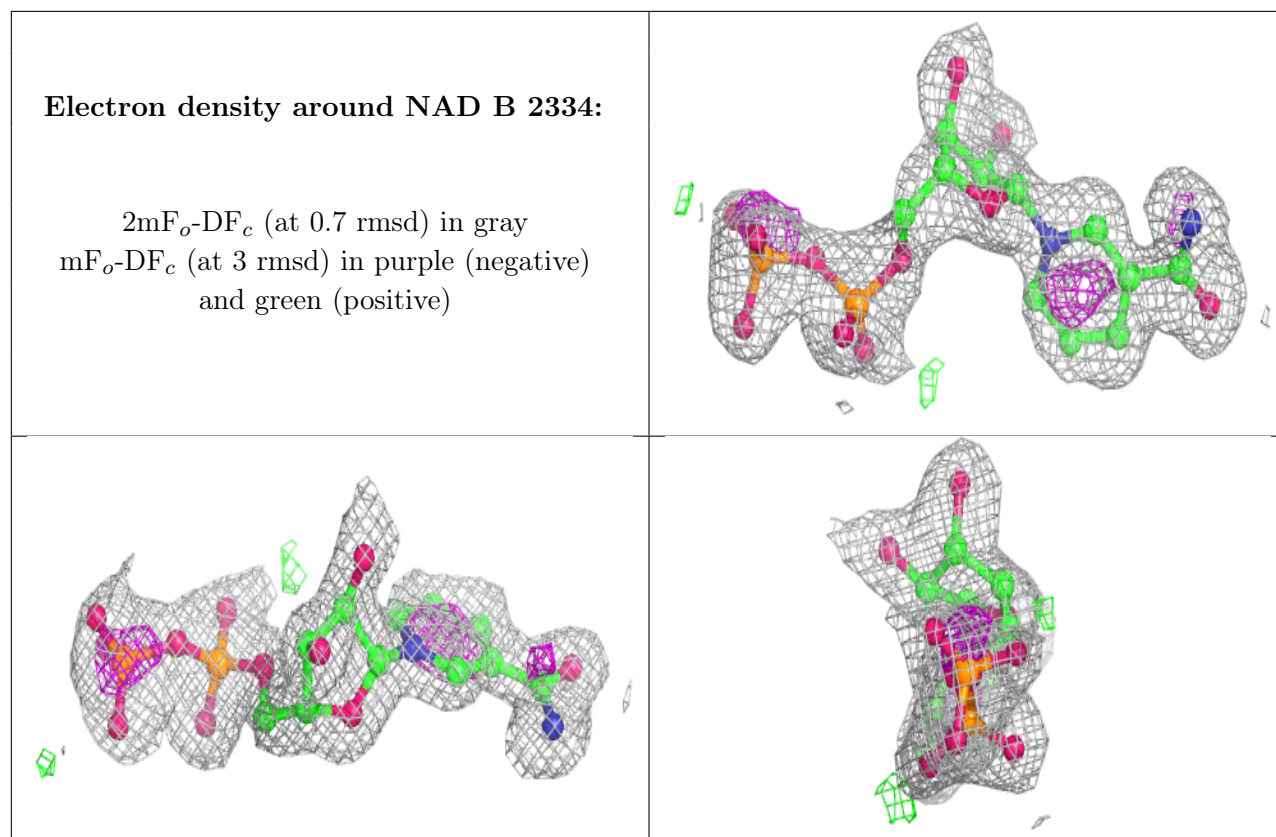 Electron density around NAD B 2334:
2mFₒ-DF𝒸 (at 0.7 rmsd) in gray
mFₒ-DF𝒸 (at 3 rmsd) in purple (negative)
and green (positive)